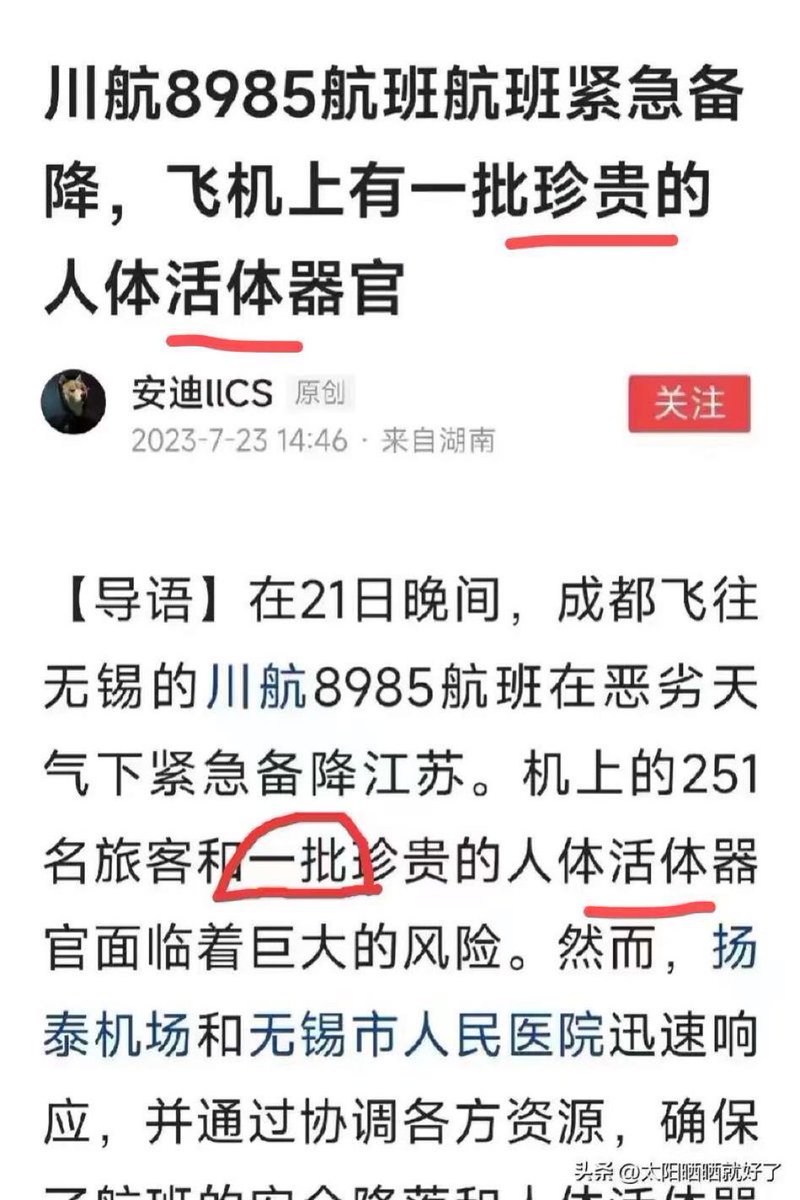 川航8985航班航班紧急备
降，飞机上有一批珍贵的
人体活体器官
安迪llCS 原创
关注
2023-7-23 14:46 · 来自湖南
【导语】在21日晚间，成都飞往
无锡的川航8985航班在恶劣天
气下紧急备降江苏。机上的251
名旅客和一批珍贵的人体活体器
官面临着巨大的风险。然而，扬
泰机场和无锡市人民医院迅速响
应，并通过协调各方资源，确保
了航班的安全降落和人体活体器
头条 @太阳晒晒就好了